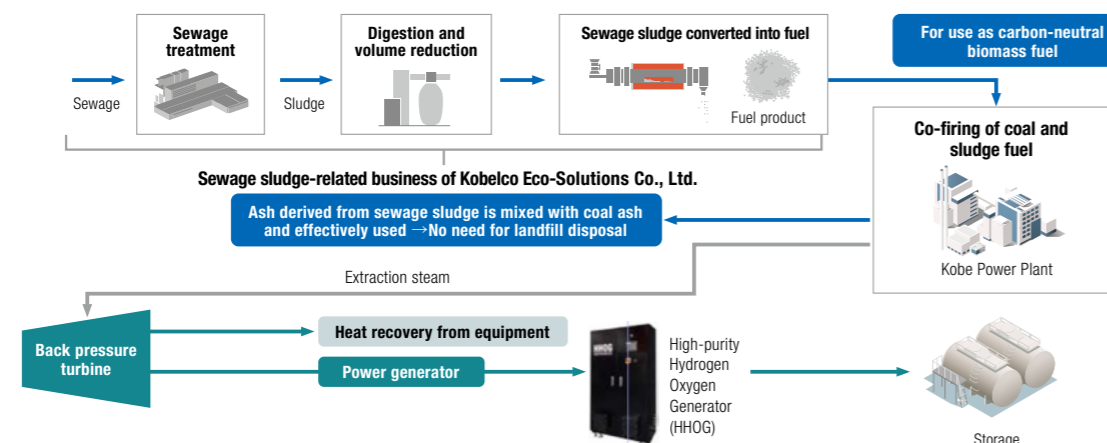 Sewage
treatment
Digestion and
volume reduction
Sewage sludge converted into fuel
For use as carbon-neutral
biomass fuel
Sewage
Sludge
Fuel product
Co-firing of coal and
sludge fuel
Sewage sludge-related business of Kobelco Eco-Solutions Co., Ltd.
Ash derived from sewage sludge is mixed with coal ash
and effectively used →No need for landfill disposal
Kobe Power Plant
Extraction steam
Back pressure
turbine
Heat recovery from equipment
Power generator
HHOG
High-purity
Hydrogen
Oxygen
Generator
(HHOG)
Storage